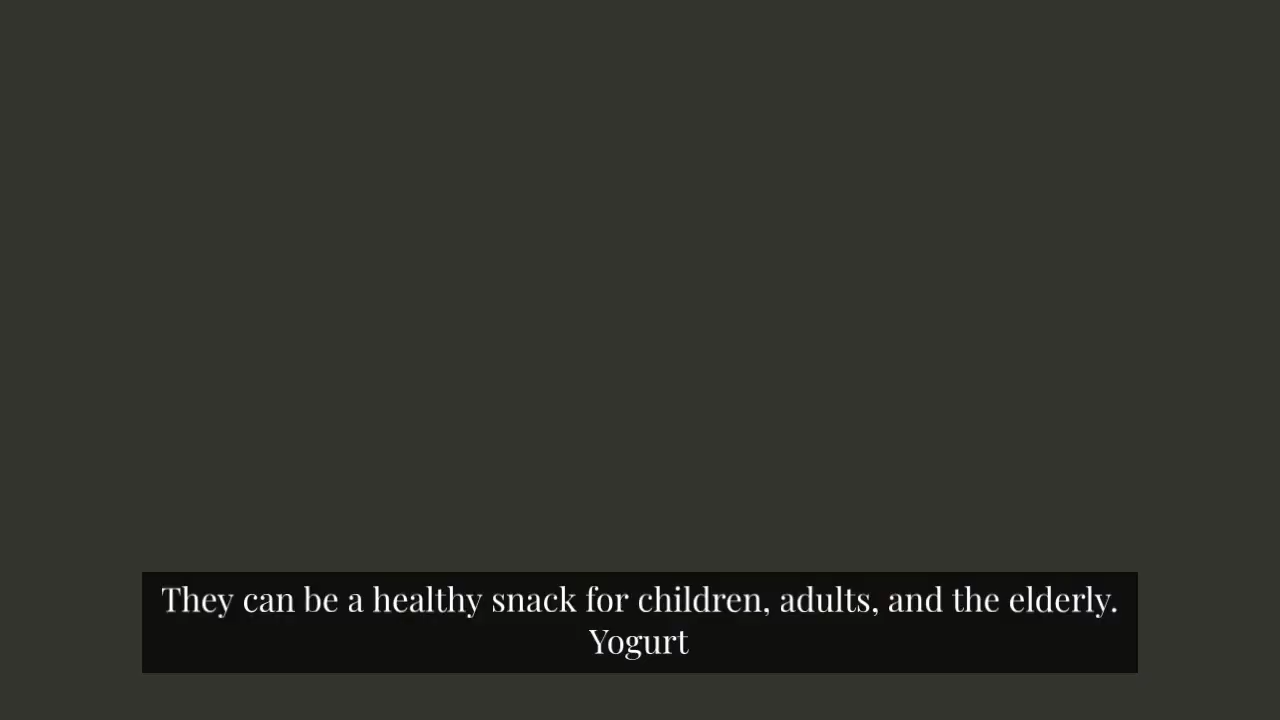 They can be a healthy snack for children, adults, and the elderly.
Yogurt